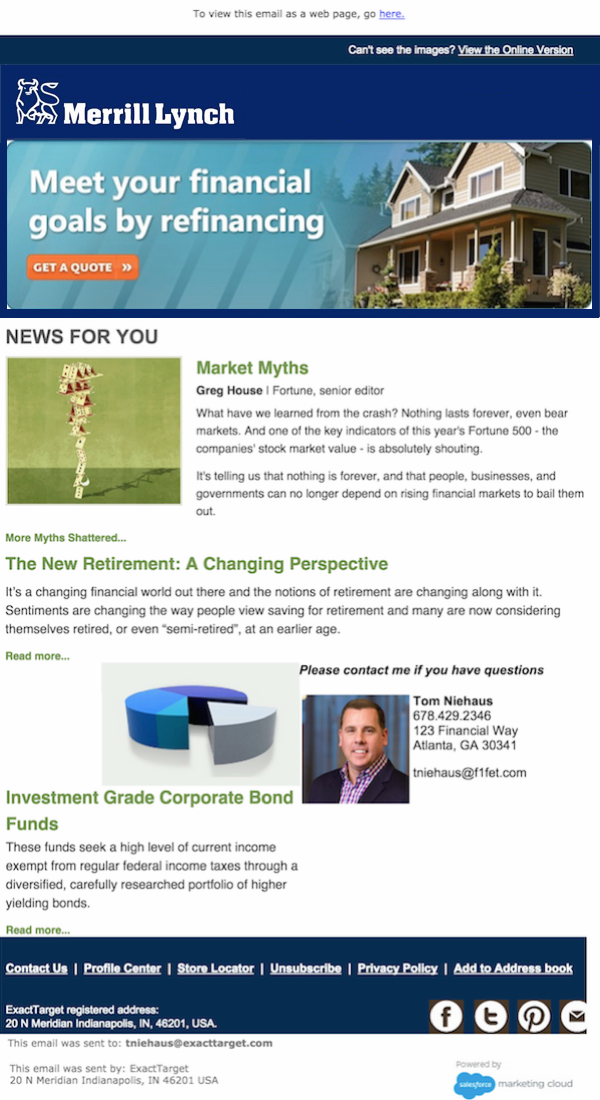 To view this email as a web page, go here.
Can't see the images? View the Online Version
Merrill Lynch
Meet your financial
goals by refinancing
GET A QUOTE »
NEWS FOR YOU
Market Myths
Greg House | Fortune, senior editor
What have we learned from the crash? Nothing lasts forever, even bear
markets. And one of the key indicators of this year's Fortune 500 - the
companies' stock market value - is absolutely shouting.
It's telling us that nothing is forever, and that people, businesses, and
governments can no longer depend on rising financial markets to bail them
out.
More Myths Shattered...
The New Retirement: A Changing Perspective
It's a changing financial world out there and the notions of retirement are changing along with it.
Sentiments are changing the way people view saving for retirement and many are now considering
themselves retired, or even “semi-retired”, at an earlier age.
Read more...
Please contact me if you have questions
Tom Niehaus
678.429.2346
123 Financial Way
Atlanta, GA 30341
tniehaus@f1fet.com
Investment Grade Corporate Bond
Funds
These funds seek a high level of current income
exempt from regular federal income taxes through a
diversified, carefully researched portfolio of higher
yielding bonds.
Read more...
Contact Us | Profile Center | Store Locator | Unsubscribe | Privacy Policy | Add to Address book
ExactTarget registered address:
20 N Meridian Indianapolis, IN, 46201, USA.
This email was sent to: tniehaus@exacttarget.com
This email was sent by: ExactTarget
20 N Meridian Indianapolis, IN 46201 USA
Powered by
salesforce marketing cloud